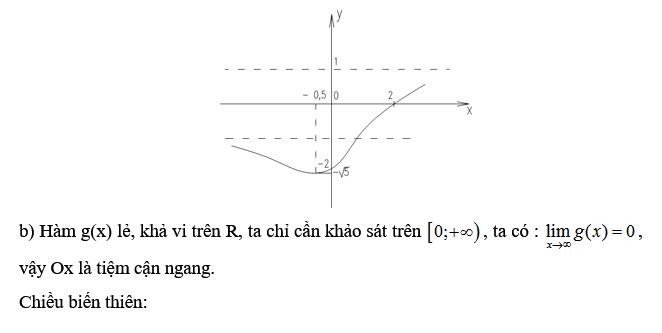 y
1
- 0,5 0 2
x
-2
-√5
b) Hàm g(x) lẻ, khả vi trên R, ta chỉ cần khảo sát trên [0;+∞), ta có : lim g(x) = 0,
x→∞
vậy Ox là tiệm cận ngang.
Chiều biến thiên: